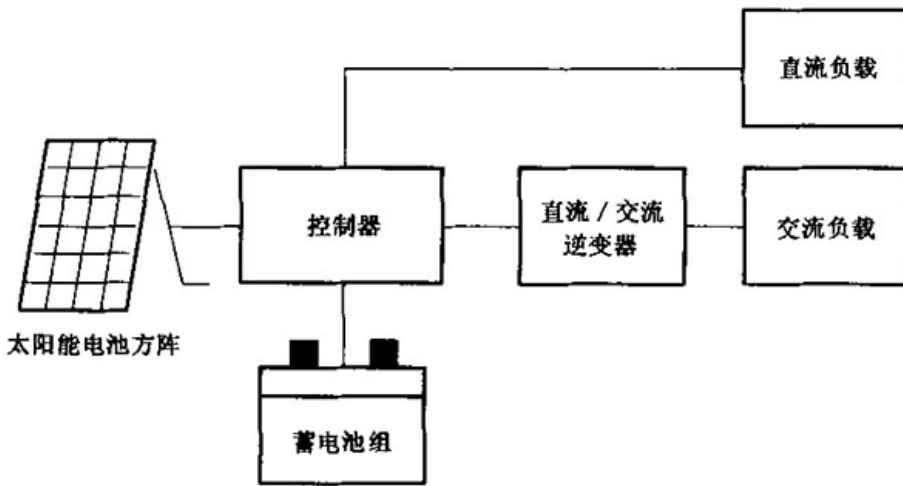 直流负载
控制器
直流/交流
逆变器
交流负载
太阳能电池方阵
蓄电池组